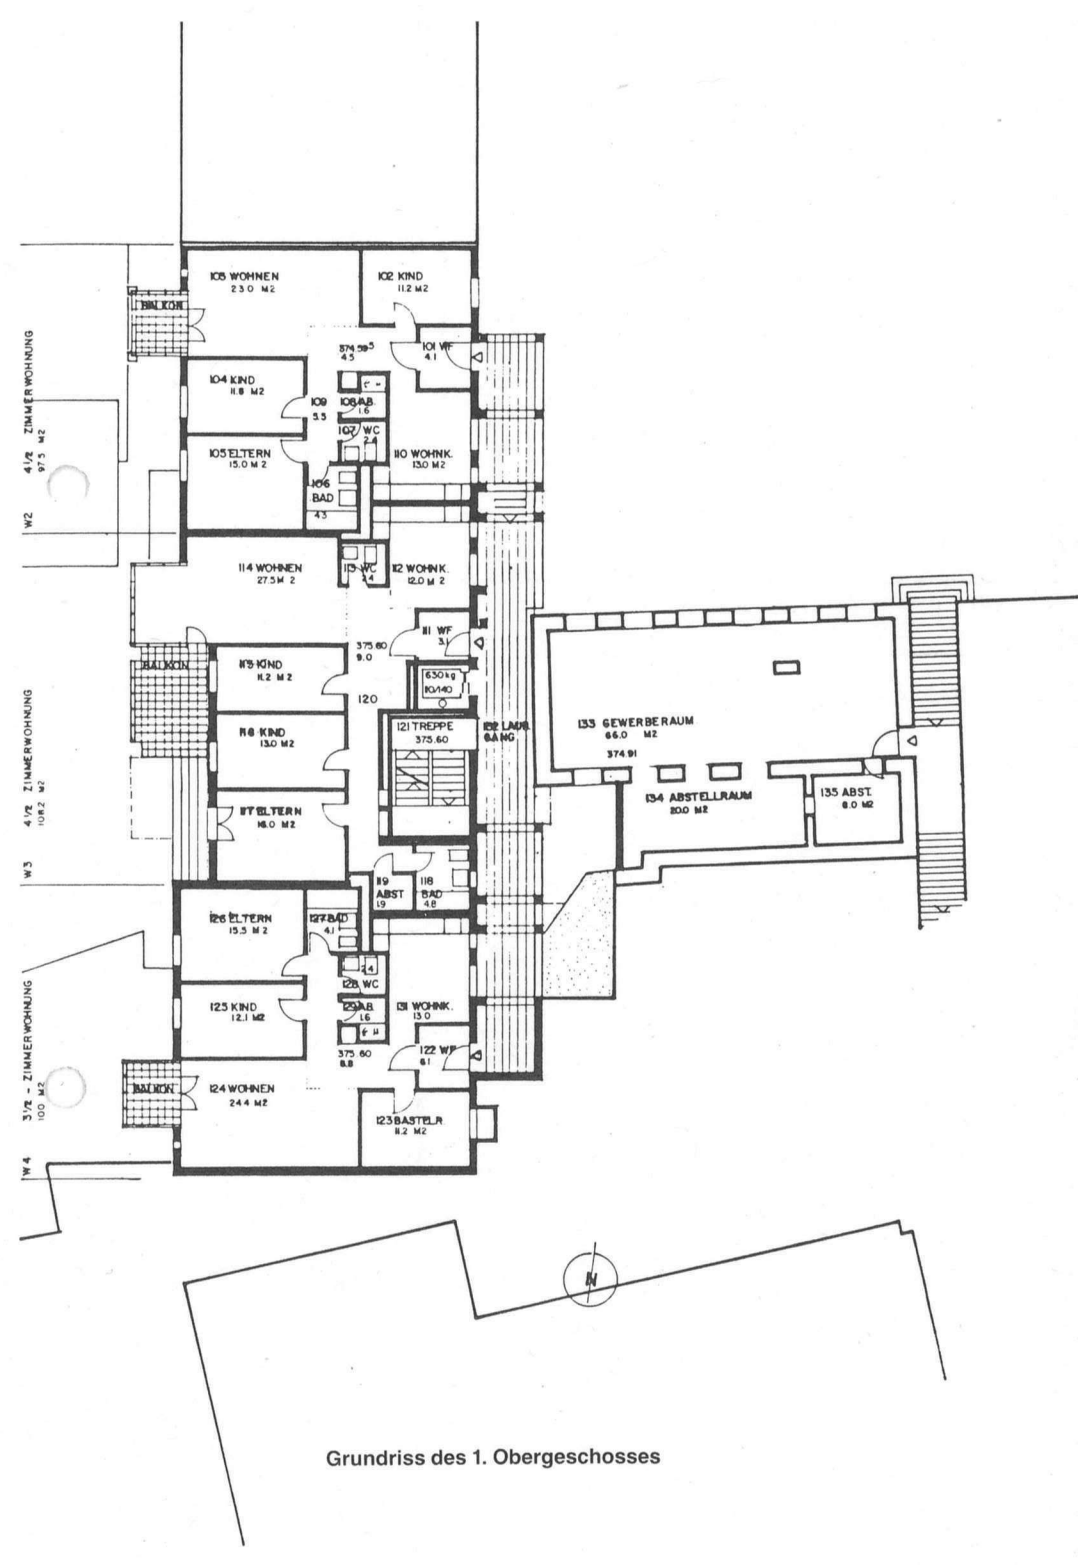 103 WOHNEN
23.0 M2
102 KIND
11.2 M2
BALKON
374.59⁵
4.5
101 WF
4.1
104 KIND
11.8 M2
109
5.5
108 AB.
1.6
107 WC
2.4
105 ELTERN
15.0 M2
110 WOHNK.
13.0 M2
106
BAD
4.3
4 1/2 ZIMMERWOHNUNG
97.5 M2
W2
114 WOHNEN
27.5 M2
113 WC
2.4
112 WOHNK.
12.0 M2
111 WF
3.1
375.60
9.0
BALKON
115 KIND
11.2 M2
120
630kg
110/140
116 KIND
13.0 M2
121 TREPPE
375.60
132 LAUB.
GANG
117 ELTERN
16.0 M2
119
ABST
1.9
118
BAD
4.8
4 1/2 ZIMMERWOHNUNG
108.2 M2
W3
133 GEWERBERAUM
66.0 M2
374.91
134 ABSTELLRAUM
20.0 M2
135 ABST.
8.0 M2
126 ELTERN
15.5 M2
127 BAD
4.1
2.4
128 WC
125 KIND
12.1 M2
129 AB.
1.6
131 WOHNK.
13.0
375.60
8.8
122 WF
6.1
BALKON
124 WOHNEN
24.4 M2
123 BASTELR.
11.2 M2
3 1/2 - ZIMMERWOHNUNG
100 M2
W4
N
Grundriss des 1. Obergeschosses